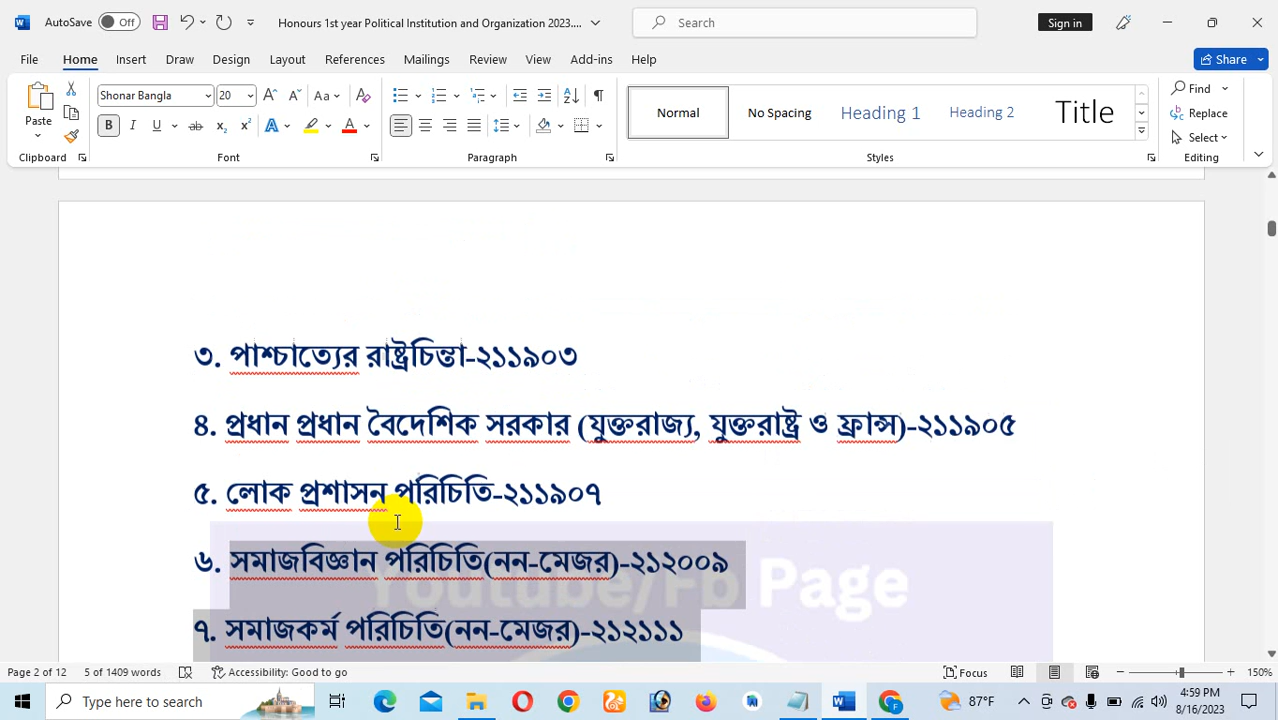 AutoSave Off Honours 1st year Political Institution and Organization 2023.... Search Sign in
File Home Insert Draw Design Layout References Mailings Review View Add-ins Help Share
Paste Shonar Bangla 20 Aa Normal No Spacing Heading 1 Heading 2 Title Find Replace Select
Clipboard Font Paragraph Styles Editing
৩. পাশ্চাত্যের রাষ্ট্রচিন্তা-২১১৯০৩
৪. প্রধান প্রধান বৈদেশিক সরকার (যুক্তরাজ্য, যুক্তরাষ্ট্র ও ফ্রান্স)-২১১৯০৫
৫. লোক প্রশাসন পরিচিতি-২১১৯০৭
৬. সমাজবিজ্ঞান পরিচিতি(নন-মেজর)-২১২০০৯
Youtube/Fb Page
৭. সমাজকর্ম পরিচিতি(নন-মেজর)-২১২১১১
Page 2 of 12 5 of 1409 words Accessibility: Good to go Focus 150%
Type here to search 87°F 4:59 PM
8/16/2023